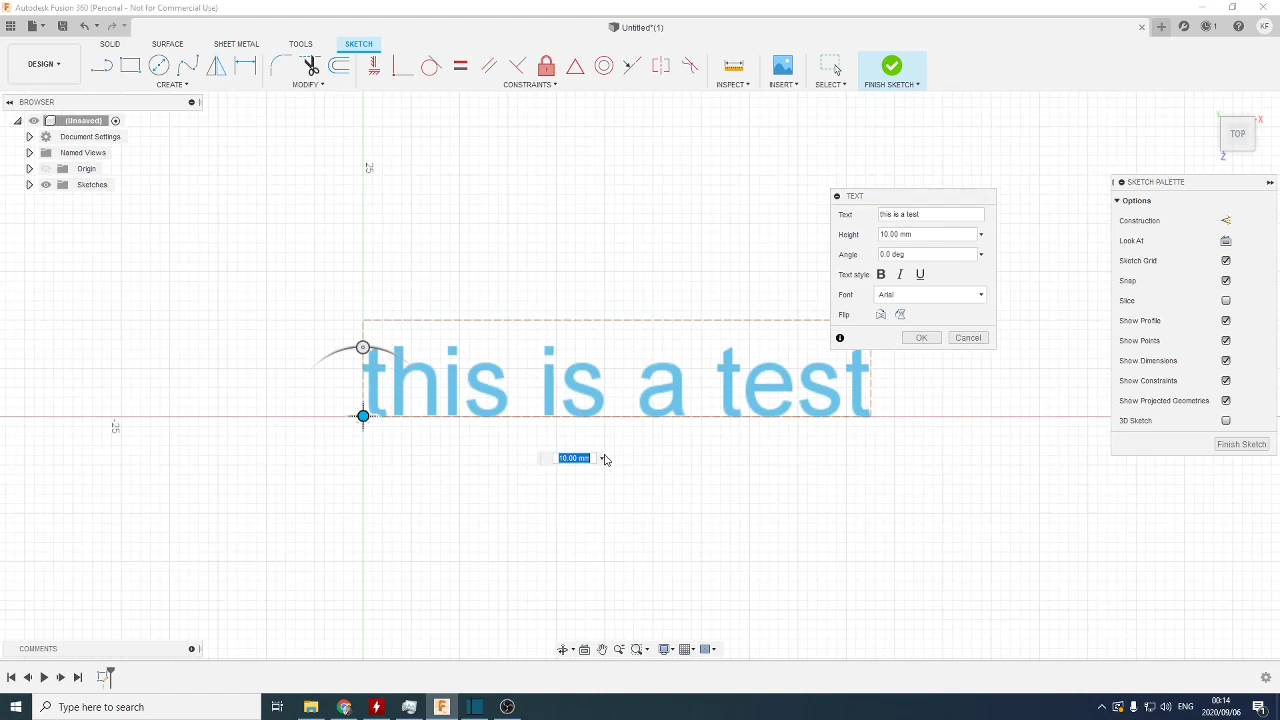 Autodesk Fusion 360 (Personal - Not for Commercial Use)
Untitled*(1)
1
KF
SOLID
SURFACE
SHEET METAL
TOOLS
SKETCH
DESIGN
CREATE
MODIFY
CONSTRAINTS
INSPECT
INSERT
SELECT
FINISH SKETCH
BROWSER
(Unsaved)
Document Settings
Named Views
Origin
Sketches
25
-25
TOP
X
Z
TEXT
Text
this is a test
Height
10.00 mm
Angle
0.0 deg
Text style
B I U
Font
Arial
Flip
OK
Cancel
SKETCH PALETTE
Options
Construction
Look At
Sketch Grid
Snap
Slice
Show Profile
Show Points
Show Dimensions
Show Constraints
Show Projected Geometries
3D Sketch
Finish Sketch
this is a test
10.00 mm
COMMENTS
Type here to search
ENG
00:14
2020/09/06